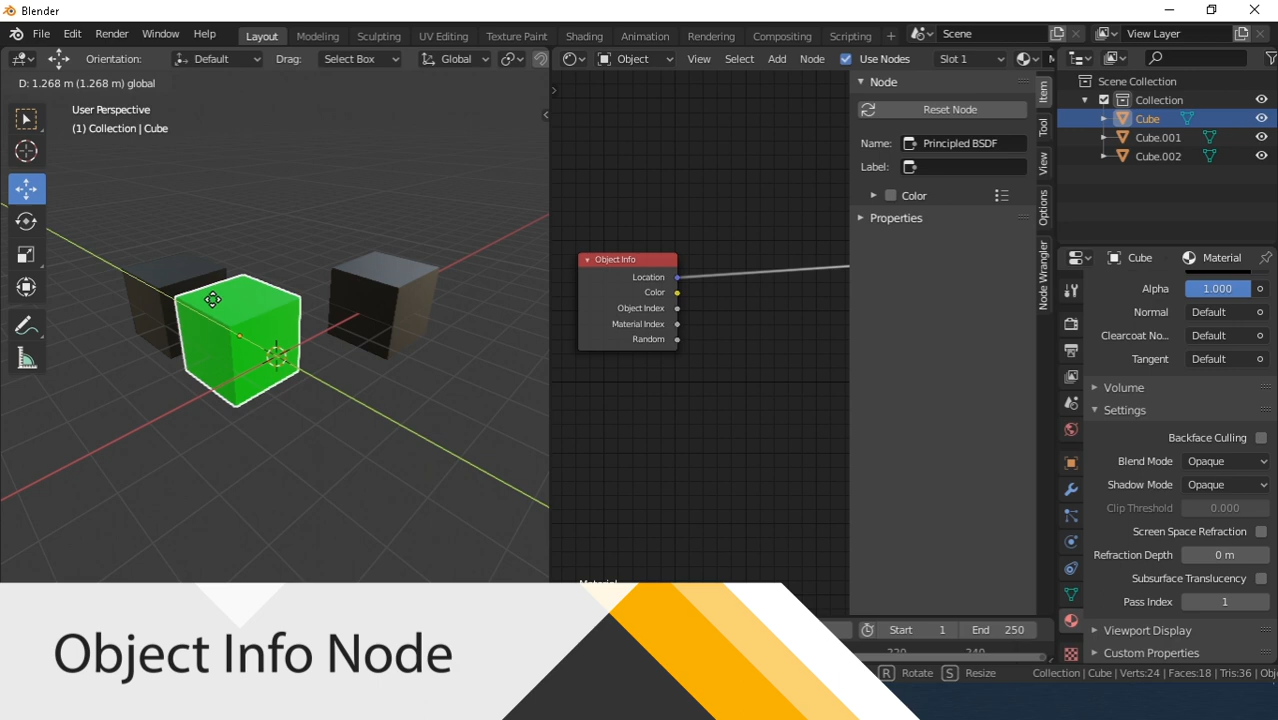 Blender
File Edit Render Window Help Layout Modeling Sculpting UV Editing Texture Paint Shading Animation Rendering Compositing Scripting + Scene View Layer
Orientation: Default Drag: Select Box Global Object View Select Add Node Use Nodes Slot 1
D: 1.268 m (1.268 m) global
User Perspective
(1) Collection | Cube
Node
Reset Node
Name: Principled BSDF
Label:
Color
Properties
Item
Tool
View
Options
Node Wrangler
Object Info
Location
Color
Object Index
Material Index
Random
Scene Collection
Collection
Cube
Cube.001
Cube.002
Cube Material
Alpha 1.000
Normal Default
Clearcoat No... Default
Tangent Default
Volume
Settings
Backface Culling
Blend Mode Opaque
Shadow Mode Opaque
Clip Threshold 0.000
Screen Space Refraction
Refraction Depth 0 m
Subsurface Translucency
Pass Index 1
Viewport Display
Custom Properties
Start 1 End 250
R Rotate S Resize Collection | Cube | Verts:24 | Faces:18 | Tris:36 | Obj
Object Info Node